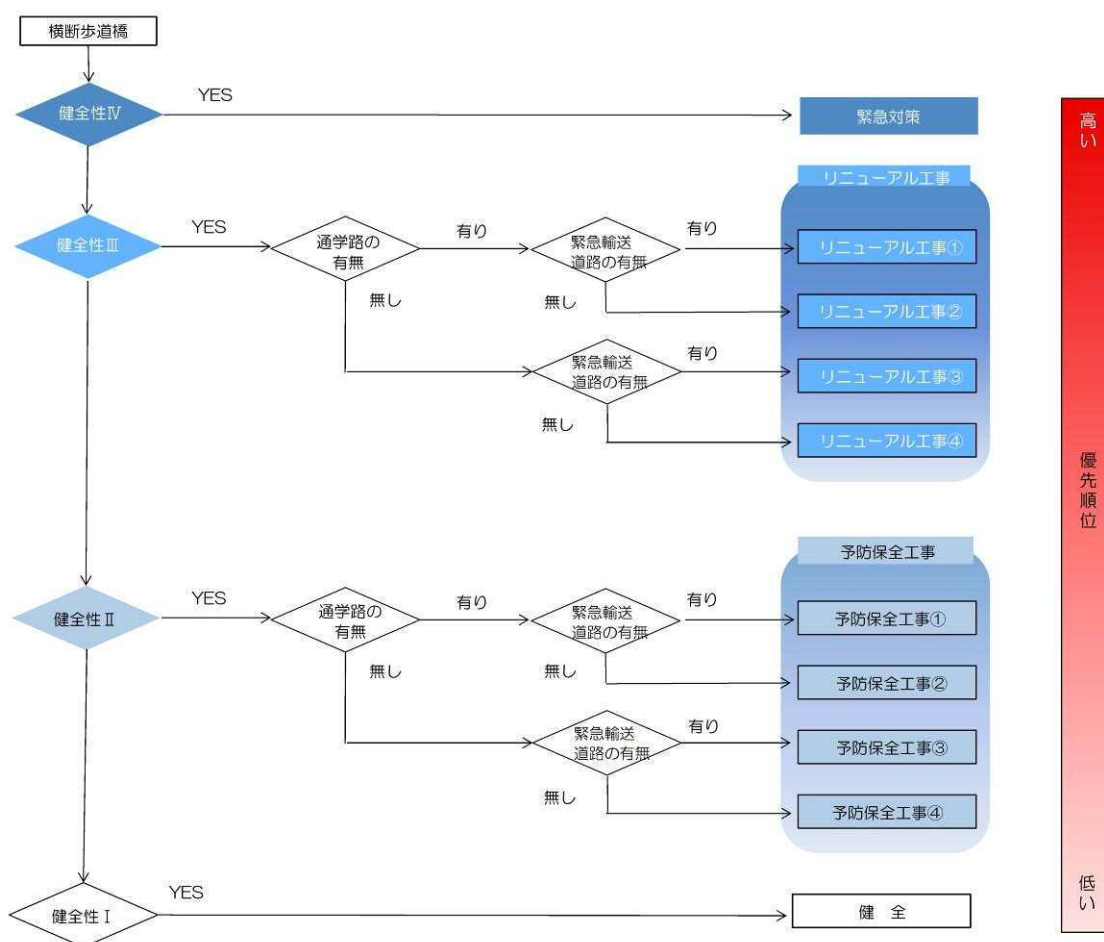 横断歩道橋
健全性Ⅳ
YES
緊急対策
高い
リニューアル工事
健全性Ⅲ
YES
通学路の
有無
有り
緊急輸送
道路の有無
有り
リニューアル工事①
無し
無し
リニューアル工事②
緊急輸送
道路の有無
有り
リニューアル工事③
無し
リニューアル工事④
優先順位
予防保全工事
健全性Ⅱ
YES
通学路の
有無
有り
緊急輸送
道路の有無
有り
予防保全工事①
無し
無し
予防保全工事②
緊急輸送
道路の有無
有り
予防保全工事③
無し
予防保全工事④
健全性Ⅰ
YES
健 全
低い